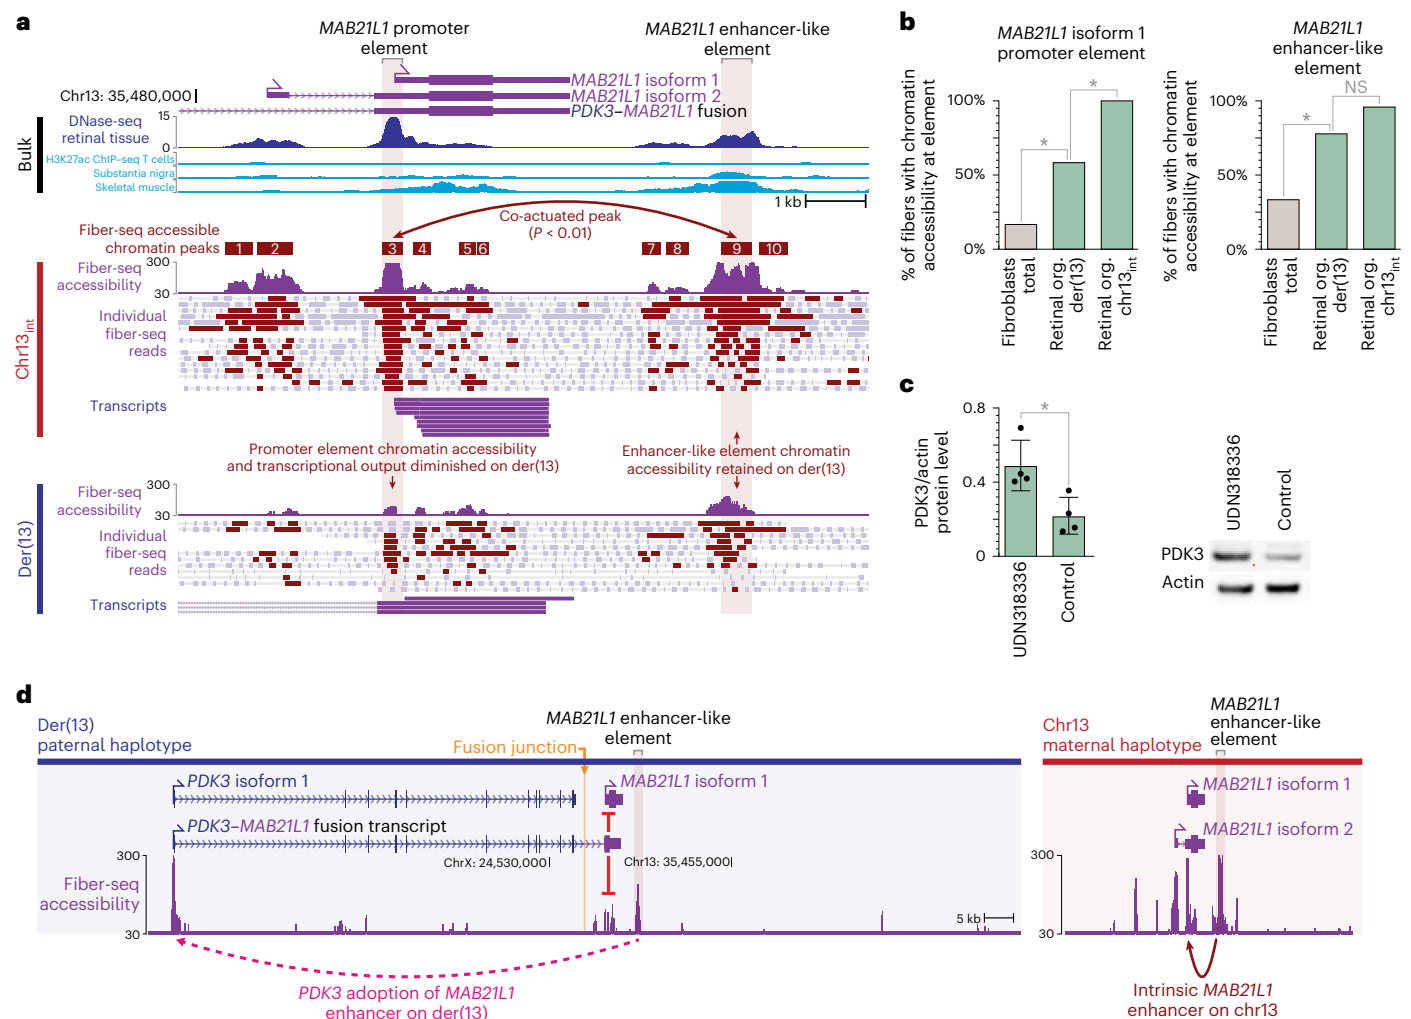 a
MAB21L1 promoter
element
MAB21L1 enhancer-like
element
MAB21L1 isoform 1
Chr13: 35,480,000
MAB21L1 isoform 2
PDK3–MAB21L1 fusion
Bulk
DNase-seq
retinal tissue
15
0
H3K27ac ChIP–seq T cells
Substantia nigra
Skeletal muscle
1 kb
Co-actuated peak
(P < 0.01)
Fiber-seq accessible
chromatin peaks
1 2 3 4 5 6 7 8 9 10
Chr13int
Fiber-seq
accessibility
300
30
Individual
fiber-seq
reads
Transcripts
Promoter element chromatin accessibility
and transcriptional output diminished on der(13)
Enhancer-like element chromatin
accessibility retained on der(13)
Der(13)
Fiber-seq
accessibility
300
30
Individual
fiber-seq
reads
Transcripts
b
MAB21L1 isoform 1
promoter element
% of fibers with chromatin
accessibility at element
100%
50%
0%
*
*
Fibroblasts
total
Retinal org.
der(13)
Retinal org.
chr13int
MAB21L1
enhancer-like
element
% of fibers with chromatin
accessibility at element
100%
50%
0%
*
NS
Fibroblasts
total
Retinal org.
der(13)
Retinal org.
chr13int
c
PDK3/actin
protein level
0.8
0.4
0
*
UDN318336
Control
UDN318336
Control
PDK3
Actin
d
Der(13)
paternal haplotype
Fusion junction
MAB21L1 enhancer-like
element
PDK3 isoform 1
MAB21L1 isoform 1
PDK3–MAB21L1 fusion transcript
ChrX: 24,530,000
Chr13: 35,455,000
Fiber-seq
accessibility
300
30
5 kb
PDK3 adoption of MAB21L1
enhancer on der(13)
Chr13
maternal haplotype
MAB21L1
enhancer-like
element
MAB21L1 isoform 1
MAB21L1 isoform 2
300
30
Intrinsic MAB21L1
enhancer on chr13